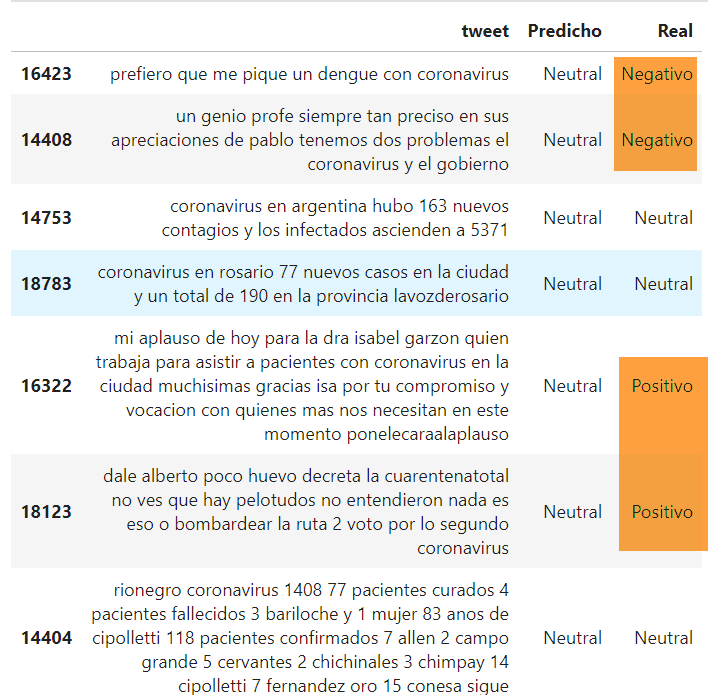 tweet Predicho Real
16423 prefiero que me pique un dengue con coronavirus Neutral Negativo
un genio profe siempre tan preciso en sus
14408 apreciaciones de pablo tenemos dos problemas el Neutral Negativo
coronavirus y el gobierno
coronavirus en argentina hubo 163 nuevos
14753 Neutral Neutral
contagios y los infectados ascienden a 5371
coronavirus en rosario 77 nuevos casos en la ciudad
18783 Neutral Neutral
y un total de 190 en la provincia lavozderosario
mi aplauso de hoy para la dra isabel garzon quien
trabaja para asistir a pacientes con coronavirus en la
16322 ciudad muchisimas gracias isa por tu compromiso y Neutral Positivo
vocacion con quienes mas nos necesitan en este
momento ponelecaraalaplauso
dale alberto poco huevo decreta la cuarentenatotal
no ves que hay pelotudos no entendieron nada es
18123 Neutral Positivo
eso o bombardear la ruta 2 voto por lo segundo
coronavirus
rionegro coronavirus 1408 77 pacientes curados 4
pacientes fallecidos 3 bariloche y 1 mujer 83 anos de
14404 cipolletti 118 pacientes confirmados 7 allen 2 campo Neutral Neutral
grande 5 cervantes 2 chichinales 3 chimpay 14
cipolletti 7 fernandez oro 15 conesa sigue